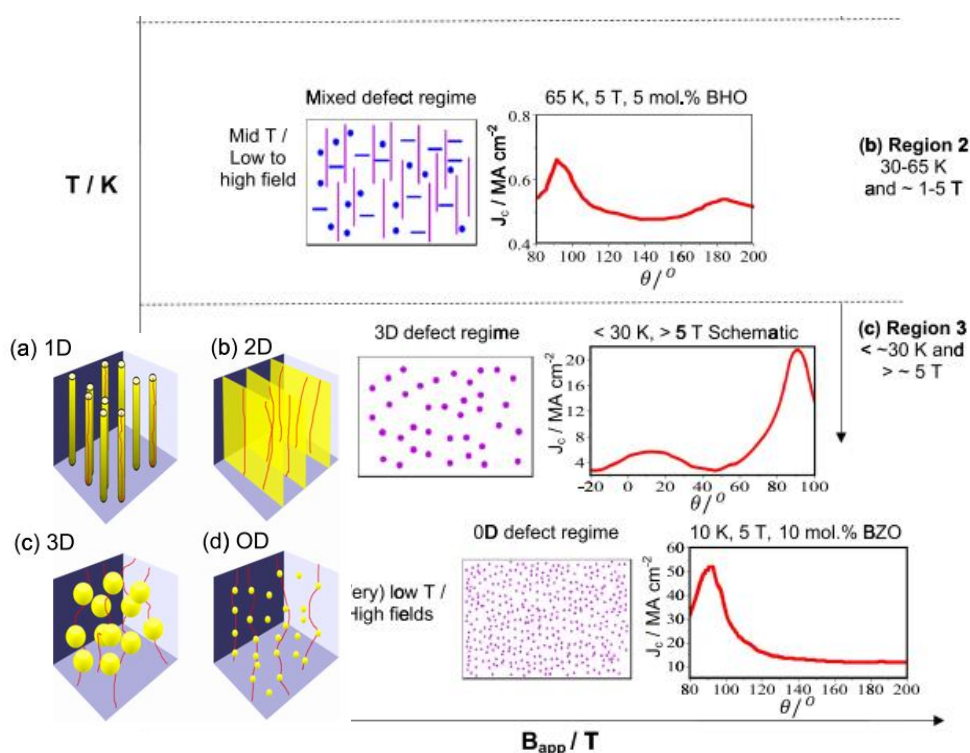 Mixed defect regime
65 K, 5 T, 5 mol.% BHO
Mid T /
Low to
high field
T / K
J_c / MA cm⁻²
0.8
0.6
0.4
80 100 120 140 160 180 200
θ/°
(b) Region 2
30-65 K
and ~ 1-5 T
3D defect regime
< 30 K, > 5 T Schematic
J_c / MA cm⁻²
20
16
12
8
4
-20 0 20 40 60 80 100
θ/°
(c) Region 3
< ~30 K and
> ~ 5 T
(a) 1D
(b) 2D
(c) 3D
(d) OD
0D defect regime
10 K, 5 T, 10 mol.% BZO
ery) low T /
High fields
J_c / MA cm⁻²
60
50
40
30
20
10
80 100 120 140 160 180 200
θ/°
B_app / T